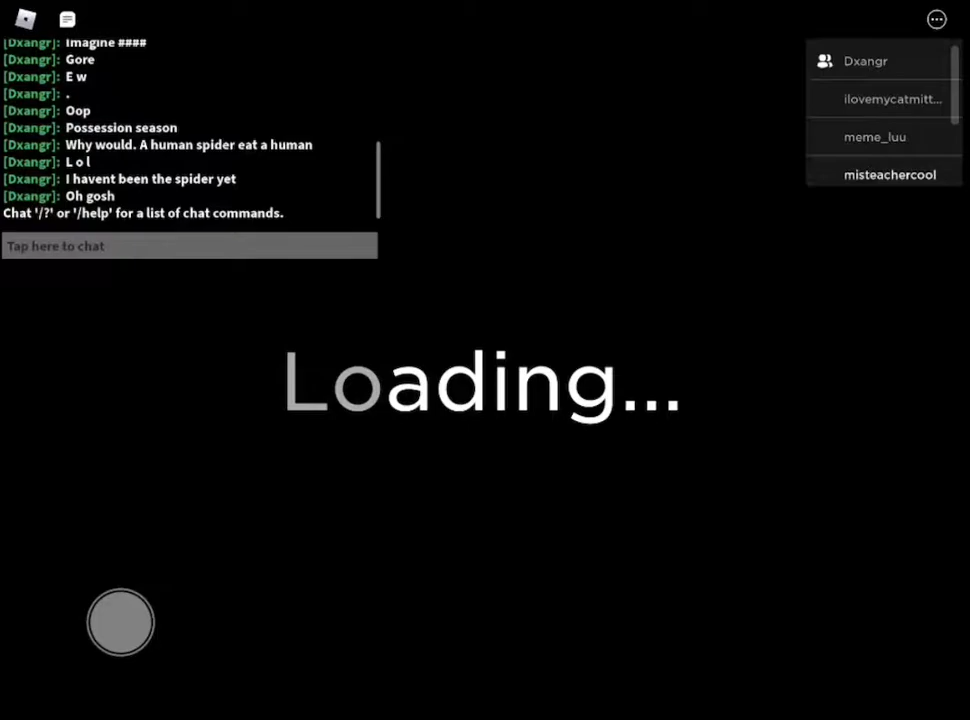 [Dxangr]: Imagine ####
[Dxangr]: Gore
[Dxangr]: E w
[Dxangr]: .
[Dxangr]: Oop
[Dxangr]: Possession season
[Dxangr]: Why would. A human spider eat a human
[Dxangr]: L o l
[Dxangr]: I havent been the spider yet
[Dxangr]: Oh gosh
Chat '/?' or '/help' for a list of chat commands.
Tap here to chat
Dxangr
ilovemycatmitt...
meme_luu
misteachercool
Loading...